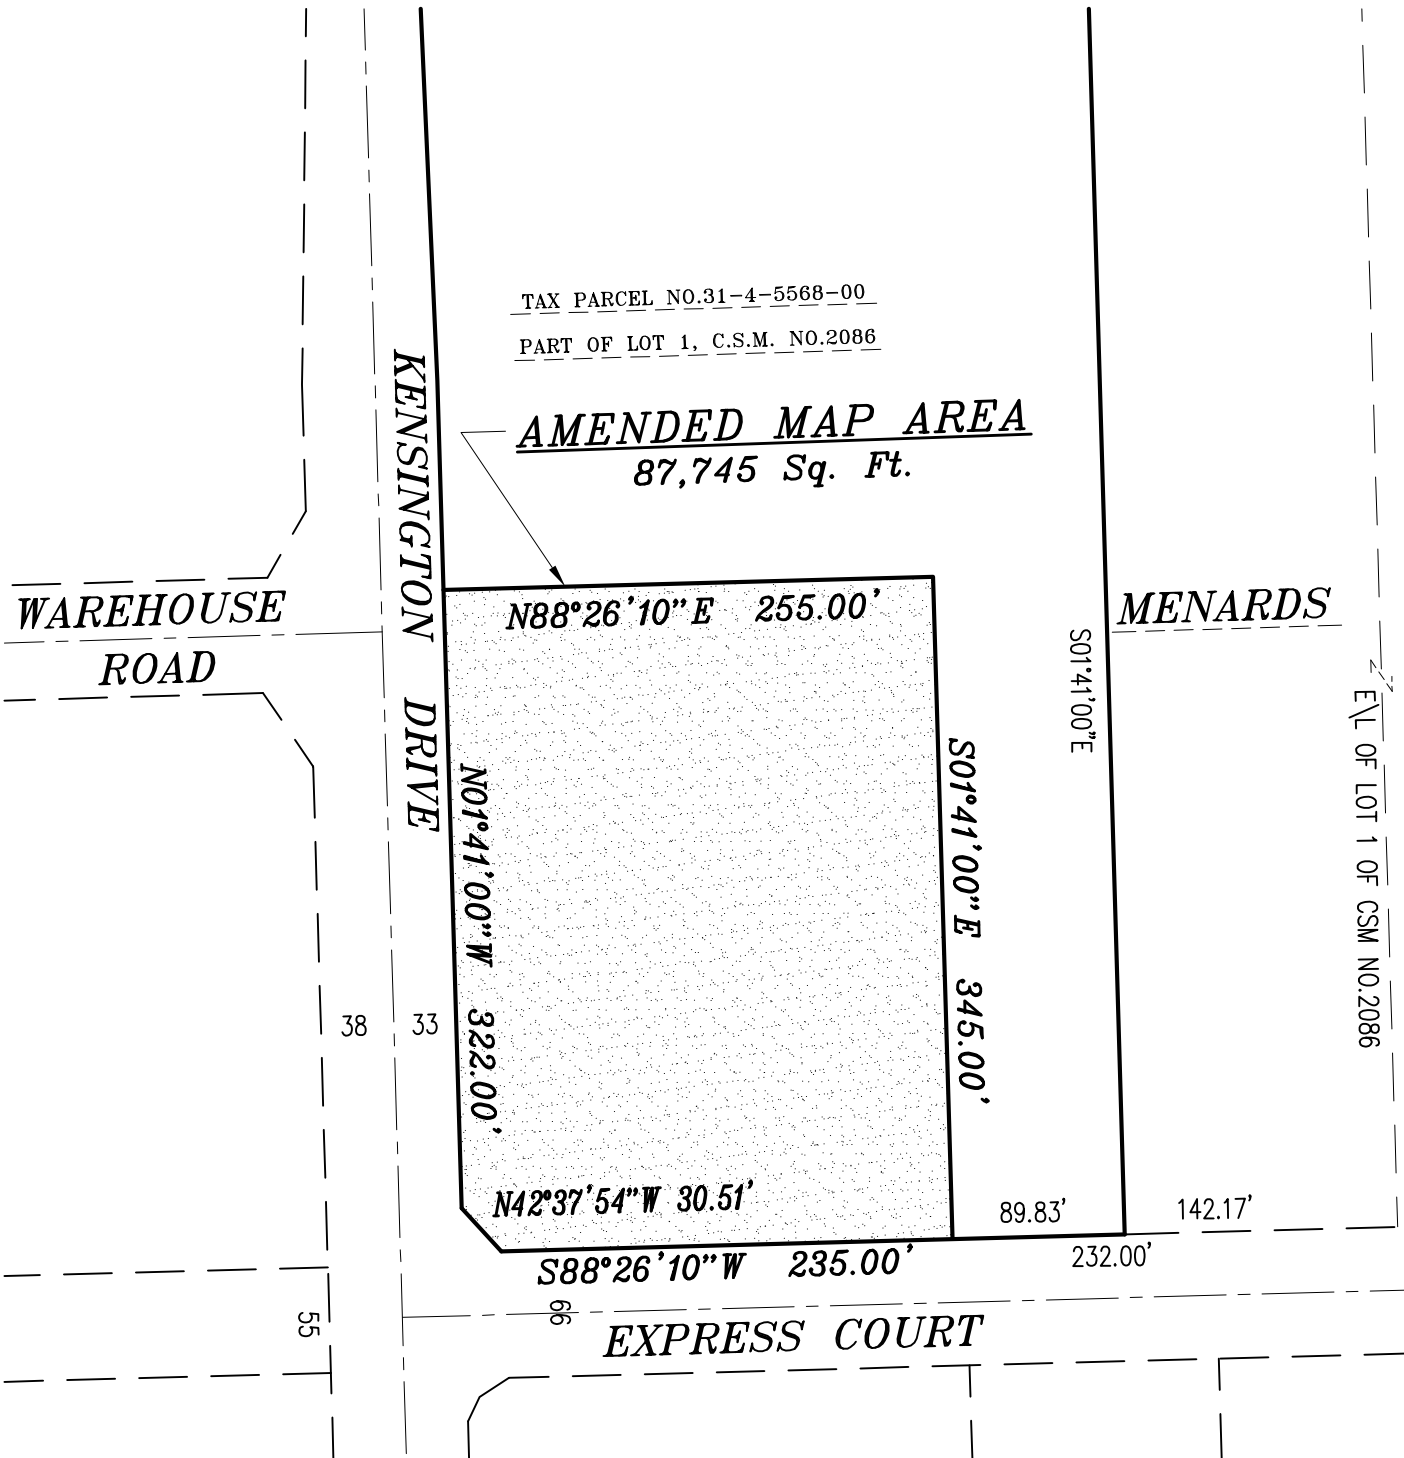 TAX PARCEL NO.31-4-5568-00
PART OF LOT 1, C.S.M. NO.2086
AMENDED MAP AREA
87,745 Sq. Ft.
KENSINGTON DRIVE
WAREHOUSE
ROAD
N88°26'10"E 255.00'
MENARDS
S01°41'00"E
E\L OF LOT 1 OF CSM NO.2086
N01°41'00"W 322.00'
S01°41'00"E 345.00'
38
33
N42°37'54"W 30.51'
89.83'
142.17'
S88°26'10"W 235.00'
232.00'
55
66
EXPRESS COURT